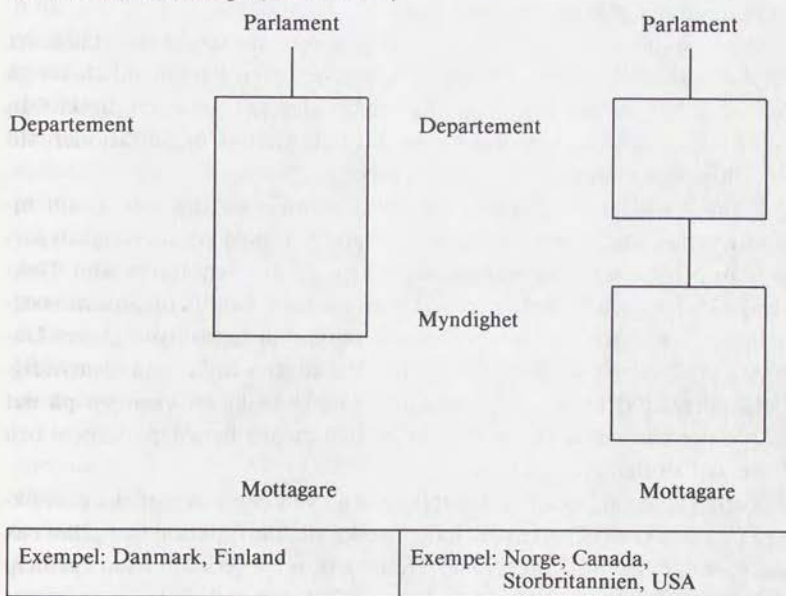 Parlament
Parlament
Departement
Departement
Myndighet
Mottagare
Mottagare
Exempel: Danmark, Finland
Exempel: Norge, Canada,
Storbritannien, USA